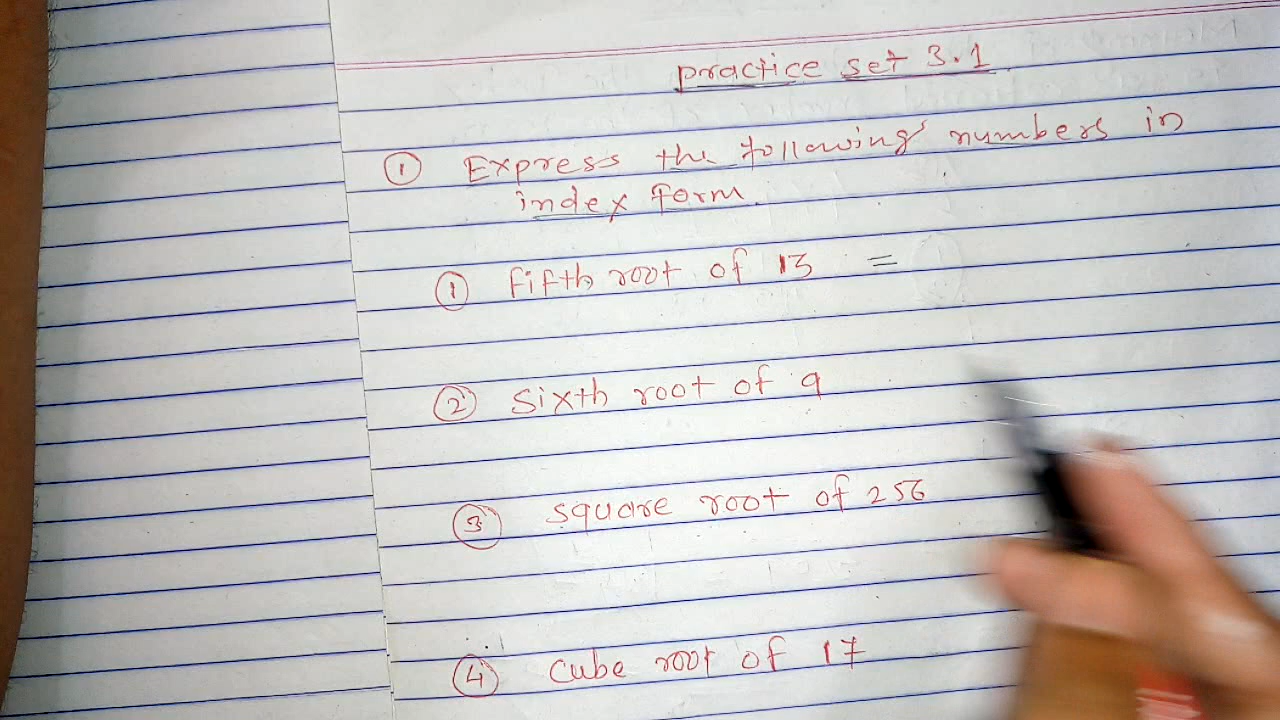 Practice set 3.1
① Express the following numbers in
index form.
① fifth root of 13 =
② Sixth root of 9
③ square root of 256
④ Cube root of 17